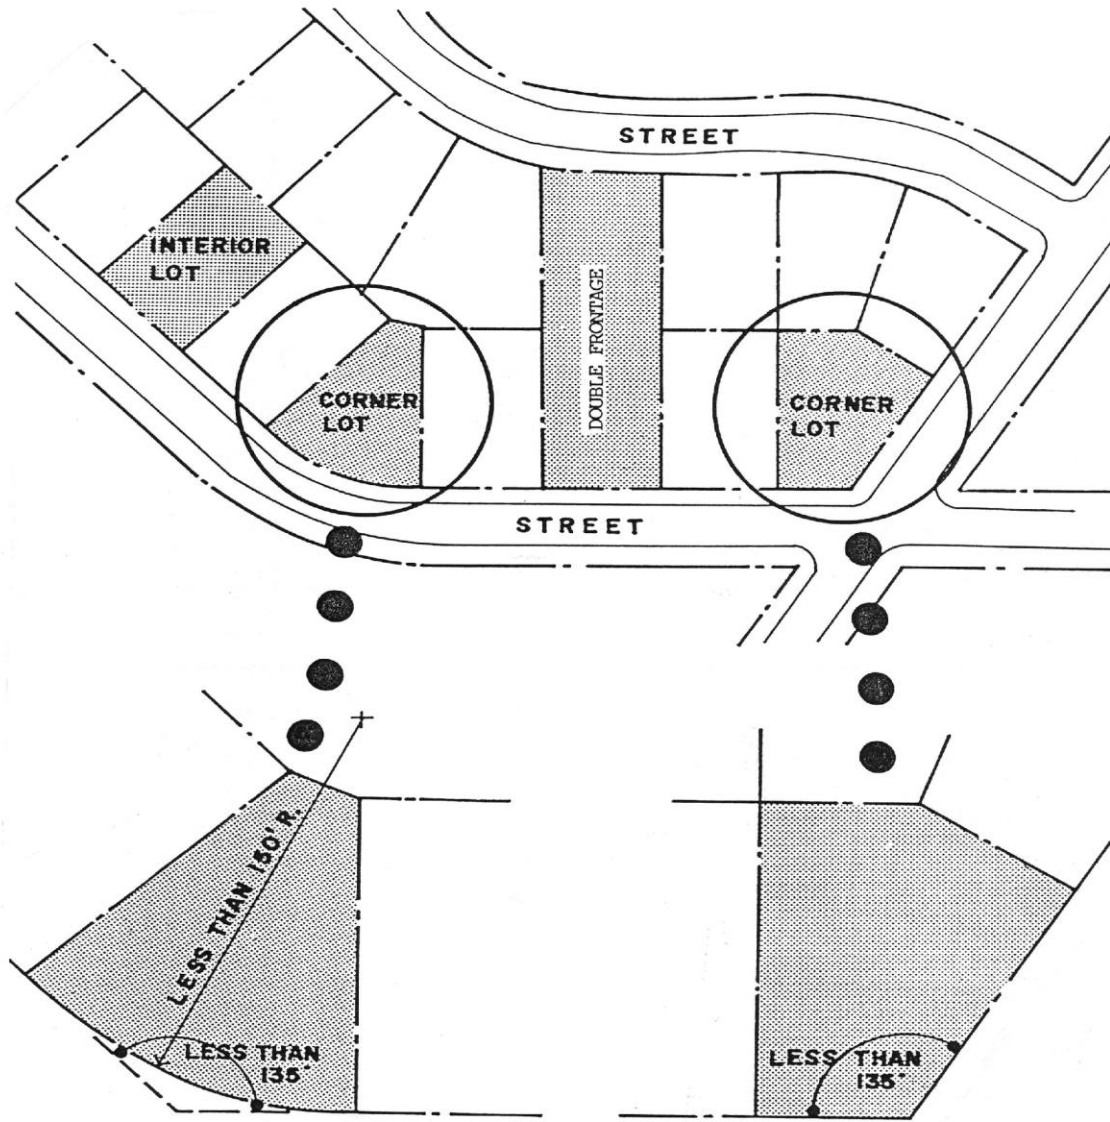 STREET
INTERIOR
LOT
DOUBLE FRONTAGE
CORNER
LOT
CORNER
LOT
STREET
LESS THAN 150' R.
LESS THAN
135°
LESS THAN
135°